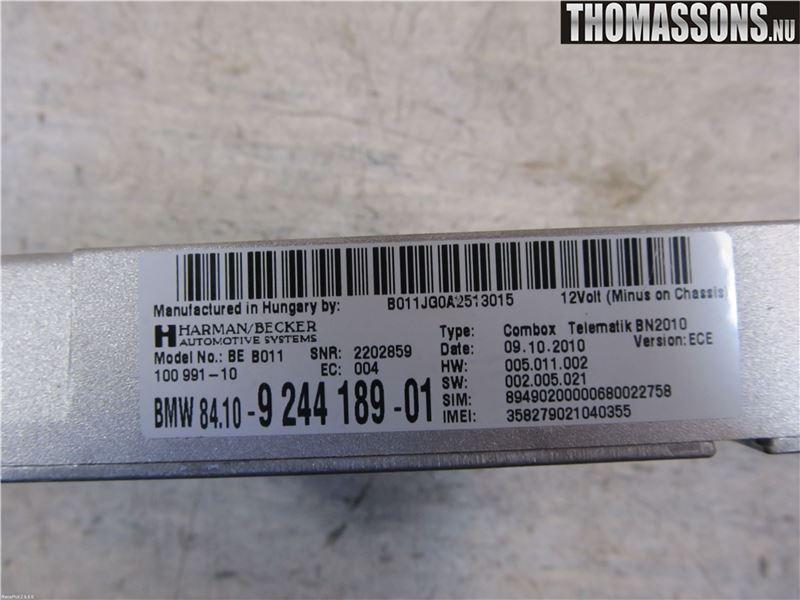 THOMASSONS.NU
Manufactured in Hungary by: B011JG0A2513015 12Volt (Minus on Chassis)
HARMAN/BECKER
AUTOMOTIVE SYSTEMS
Model No.: BE B011 SNR: 2202859
100 991-10 EC: 004
BMW 84.10 - 9 244 189 - 01
Type: Combox Telematik BN2010
Date: 09.10.2010 Version: ECE
HW: 005.011.002
SW: 002.005.021
SIM: 89490200000680022758
IMEI: 358279021040355